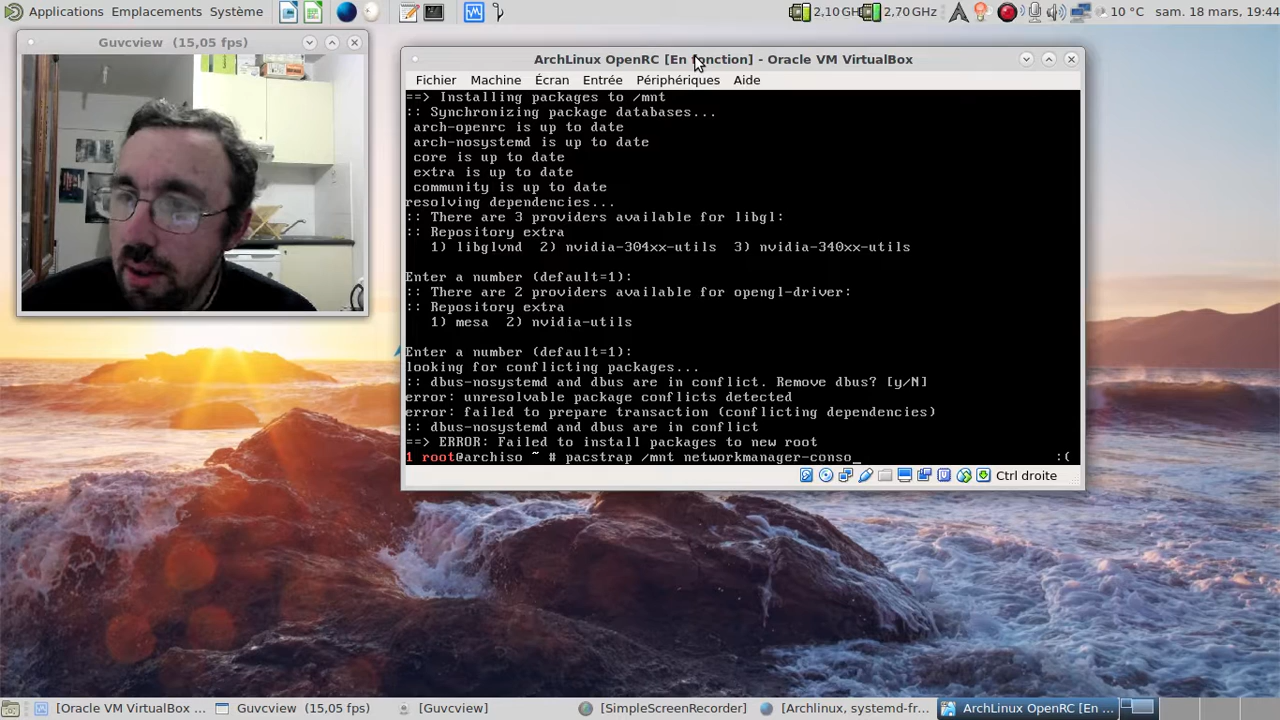 Applications Emplacements Système
2,10 GHz 2,70 GHz
10 °C sam. 18 mars, 19:44
Guvcview (15,05 fps)
ArchLinux OpenRC [En fonction] - Oracle VM VirtualBox
Fichier Machine Écran Entrée Périphériques Aide
==> Installing packages to /mnt
:: Synchronizing package databases...
arch-openrc is up to date
arch-nosystemd is up to date
core is up to date
extra is up to date
community is up to date
resolving dependencies...
:: There are 3 providers available for libgl:
:: Repository extra
1) libglvnd 2) nvidia-304xx-utils 3) nvidia-340xx-utils
Enter a number (default=1):
:: There are 2 providers available for opengl-driver:
:: Repository extra
1) mesa 2) nvidia-utils
Enter a number (default=1):
looking for conflicting packages...
:: dbus-nosystemd and dbus are in conflict. Remove dbus? [y/N]
error: unresolvable package conflicts detected
error: failed to prepare transaction (conflicting dependencies)
:: dbus-nosystemd and dbus are in conflict
==> ERROR: Failed to install packages to new root
1 root@archiso ~ # pacstrap /mnt networkmanager-conso_ :(
Ctrl droite
[Oracle VM VirtualBox ... Guvcview (15,05 fps) [Guvcview] [SimpleScreenRecorder] [Archlinux, systemd-fr... ArchLinux OpenRC [En ...